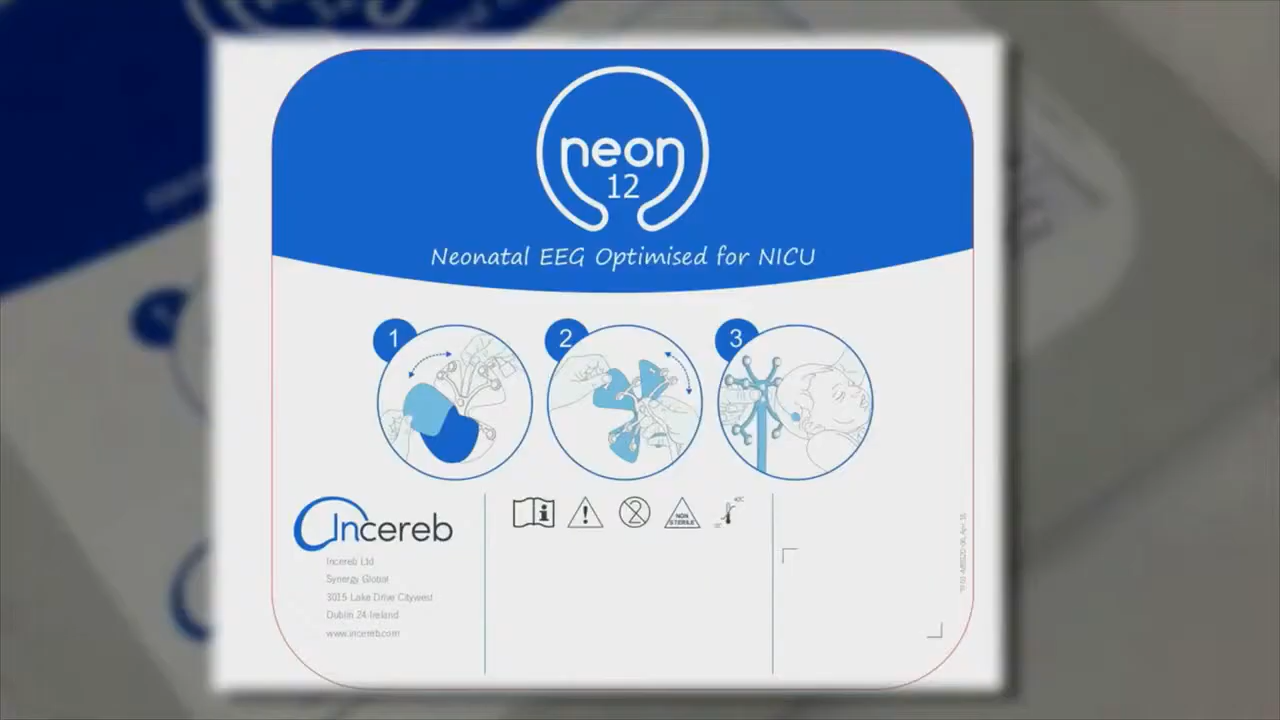 neon
12
Neonatal EEG Optimised for NICU
1
2
3
Incereb
Incereb Ltd
Synergy Global
3015 Lake Drive Citywest
Dublin 24 Ireland
www.incereb.com
i
!
2
NON
STERILE